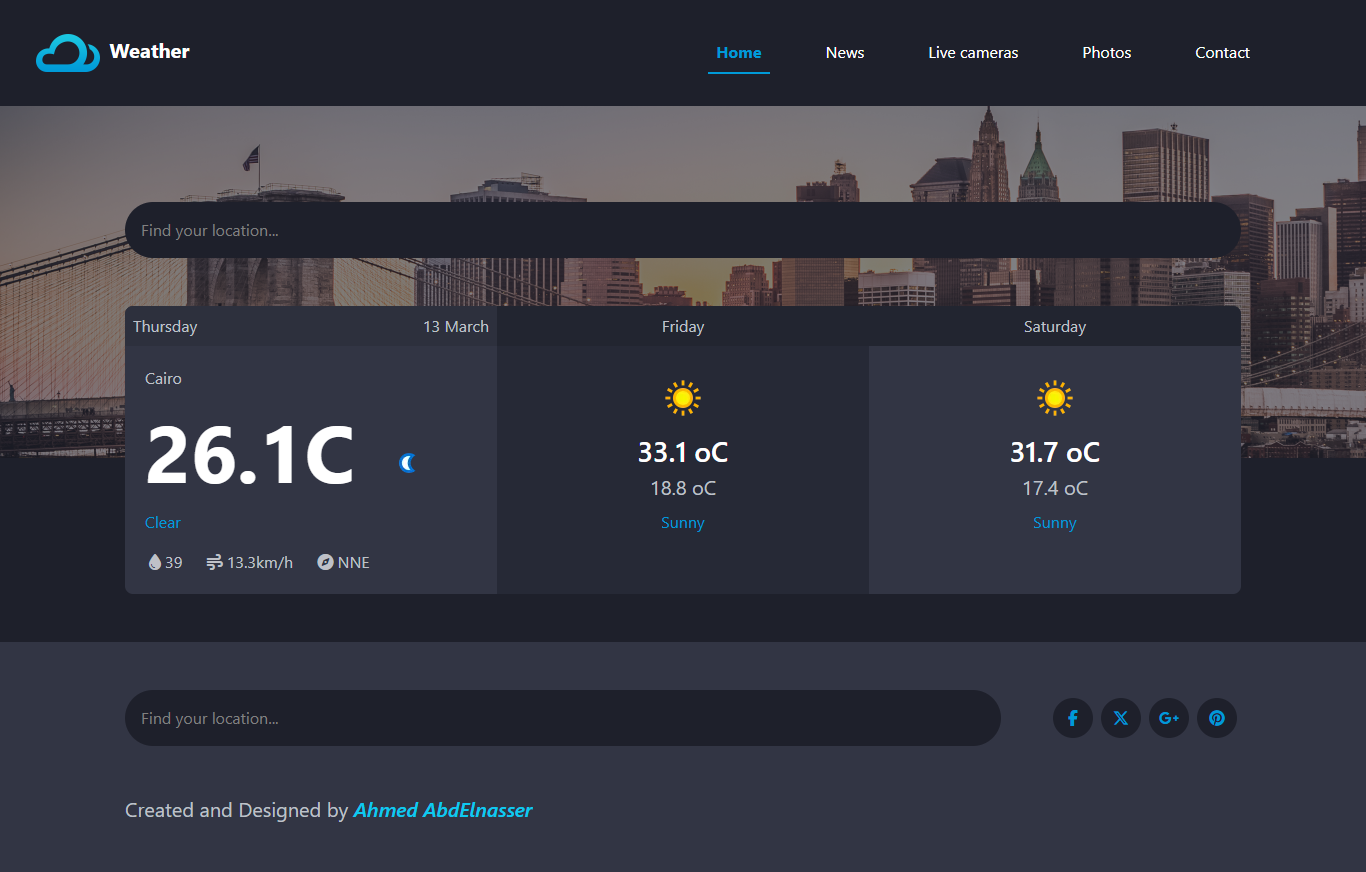 Weather
Home News Live cameras Photos Contact
Find your location...
Thursday 13 March Friday Saturday
Cairo
26.1C
33.1 oC 31.7 oC
18.8 oC 17.4 oC
Clear Sunny Sunny
39 13.3km/h NNE
Find your location...
Created and Designed by Ahmed AbdElnasser